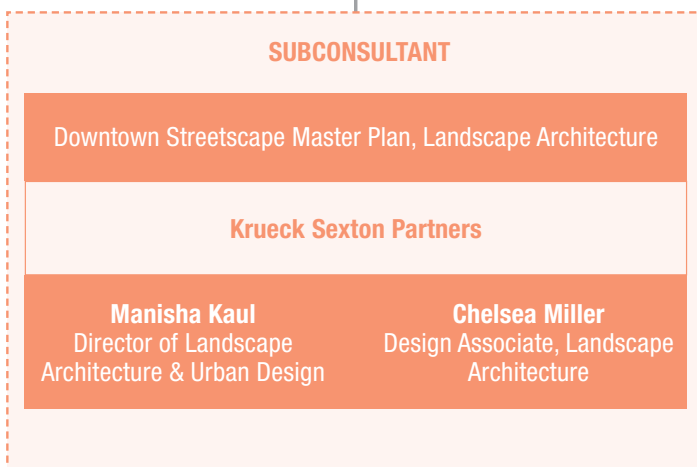 SUBCONSULTANT
Downtown Streetscape Master Plan, Landscape Architecture
Krueck Sexton Partners
Manisha Kaul
Director of Landscape
Architecture & Urban Design
Chelsea Miller
Design Associate, Landscape
Architecture